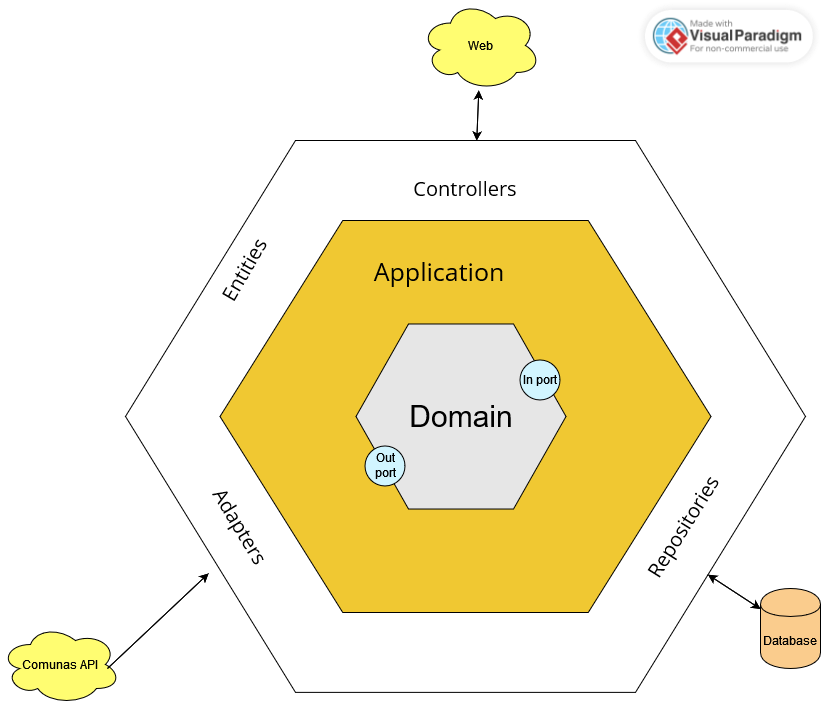 Web
Made with
Visual Paradigm
For non-commercial use
Controllers
Entities
Application
In port
Domain
Out
port
Adapters
Repositories
Database
Comunas API